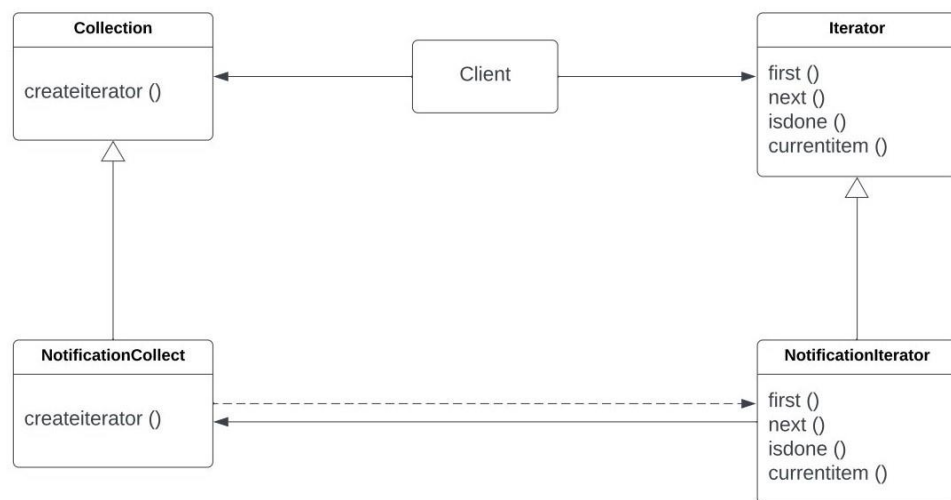 Collection
createiterator ()
Client
Iterator
first ()
next ()
isdone ()
currentitem ()
NotificationCollect
createiterator ()
NotificationIterator
first ()
next ()
isdone ()
currentitem ()